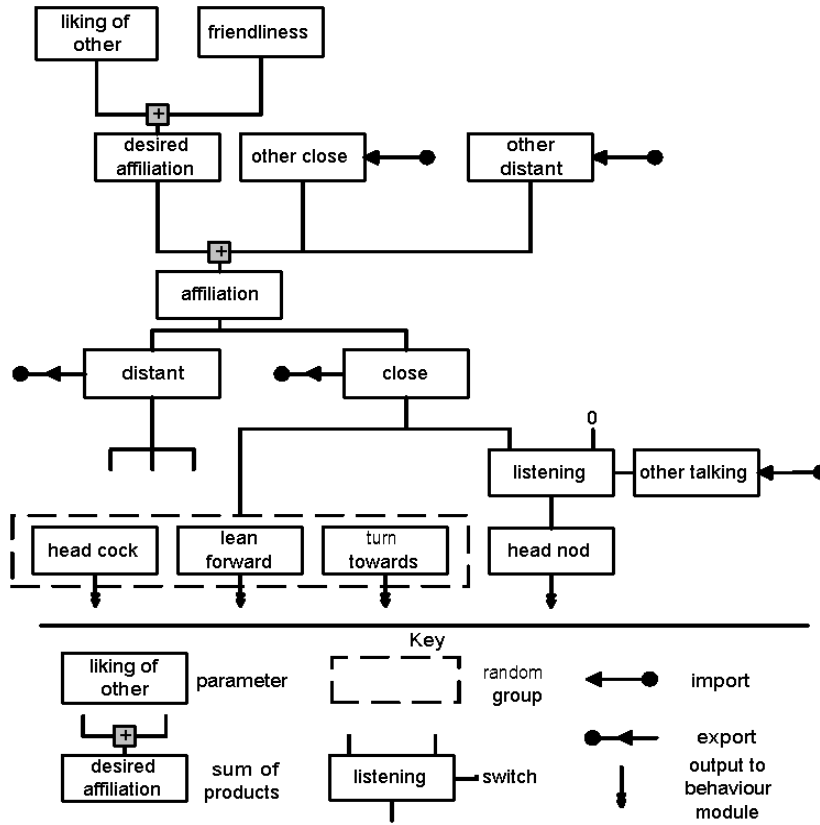 liking of
other
friendliness
+
desired
affiliation
other close
other
distant
+
affiliation
distant
close
0
listening
other talking
head cock
lean
forward
turn
towards
head nod
Key
liking of
other
parameter
random
group
import
+
desired
affiliation
sum of
products
listening
switch
export
output to
behaviour
module